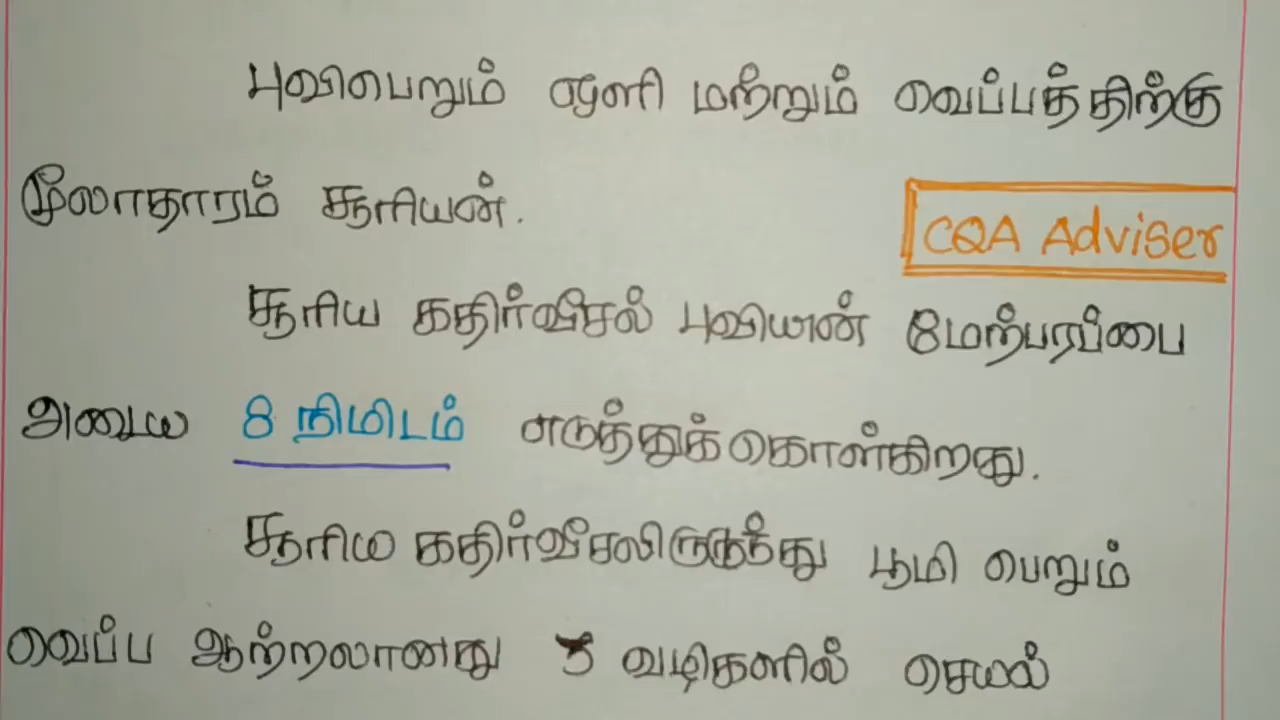 புவிபெறும் ஒளி மற்றும் வெப்பத்திற்கு
மூலாதாரம் சூரியன்.
CQA Adviser
சூரிய கதிர்வீசல் புவியின் மேற்பரப்பை
அடைய 8 நிமிடம் எடுத்துக்கொள்கிறது.
சூரிய கதிர்வீசலிருந்து பூமி பெறும்
வெப்ப ஆற்றலானது 3 வழிகளில் செயல்